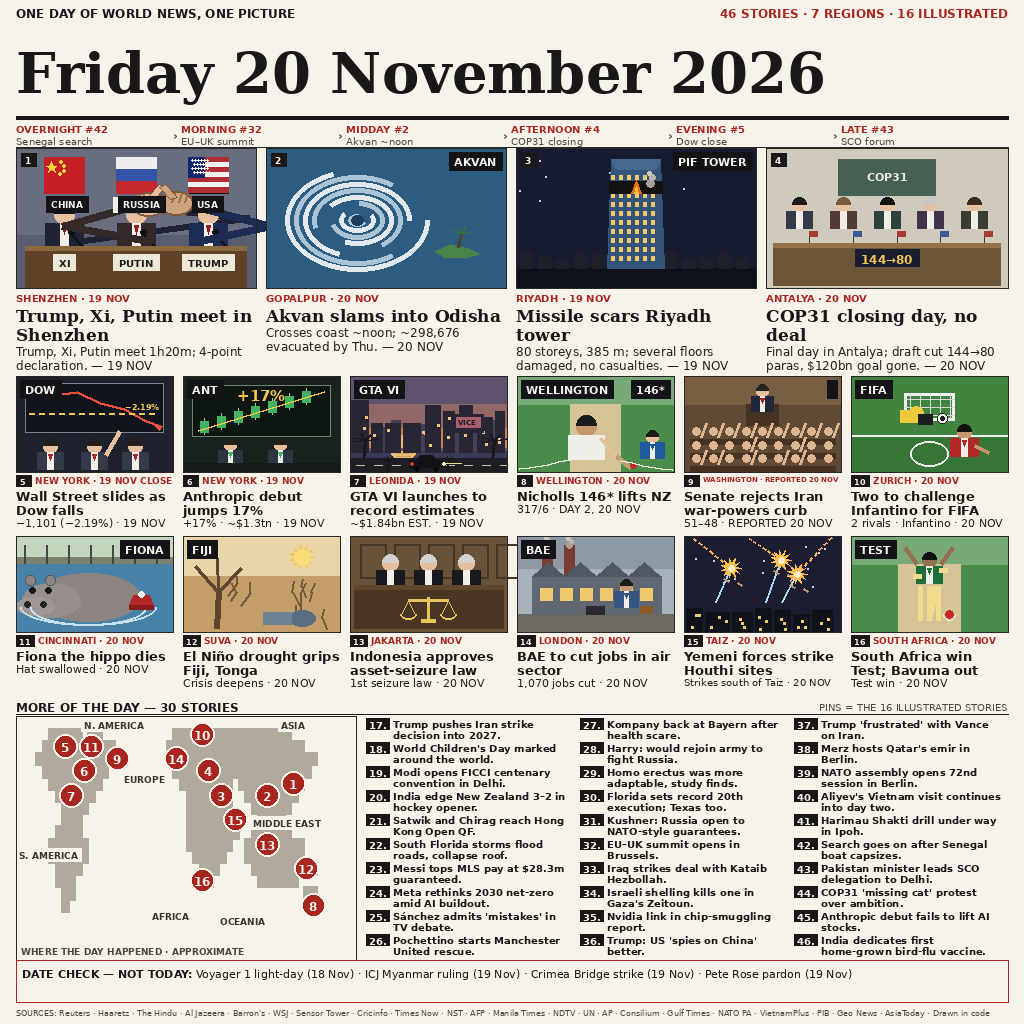 ONE DAY OF WORLD NEWS, ONE PICTURE
46 STORIES · 7 REGIONS · 16 ILLUSTRATED
Friday 20 November 2026
OVERNIGHT #42
Senegal search
› MORNING #32
EU–UK summit
› MIDDAY #2
Akvan ~noon
› AFTERNOON #4
COP31 closing
› EVENING #5
Dow close
› LATE #43
SCO forum
1
CHINA
RUSSIA
USA
XI
PUTIN
TRUMP
SHENZHEN · 19 NOV
Trump, Xi, Putin meet in
Shenzhen
Trump, Xi, Putin meet 1h20m; 4-point
declaration. — 19 NOV
2
AKVAN
GOPALPUR · 20 NOV
Akvan slams into Odisha
Crosses coast ~noon; ~298,676
evacuated by Thu. — 20 NOV
3
PIF TOWER
RIYADH · 19 NOV
Missile scars Riyadh
tower
80 storeys, 385 m; several floors
damaged, no casualties. — 19 NOV
4
COP31
144→80
ANTALYA · 20 NOV
COP31 closing day, no
deal
Final day in Antalya; draft cut 144→80
paras, $120bn goal gone. — 20 NOV
DOW
−2.19%
5 NEW YORK · 19 NOV CLOSE
Wall Street slides as
Dow falls
−1,101 (−2.19%) · 19 NOV
ANT
+17%
6 NEW YORK · 19 NOV
Anthropic debut
jumps 17%
+17% · ~$1.3tn · 19 NOV
GTA VI
VICE
7 LEONIDA · 19 NOV
GTA VI launches to
record estimates
~$1.84bn EST. · 19 NOV
WELLINGTON
146*
8 WELLINGTON · 20 NOV
Nicholls 146* lifts NZ
317/6 · DAY 2, 20 NOV
9 WASHINGTON · REPORTED 20 NOV
Senate rejects Iran
war-powers curb
51–48 · REPORTED 20 NOV
FIFA
10 ZURICH · 20 NOV
Two to challenge
Infantino for FIFA
2 rivals · Infantino · 20 NOV
FIONA
11 CINCINNATI · 20 NOV
Fiona the hippo dies
Hat swallowed · 20 NOV
FIJI
12 SUVA · 20 NOV
El Niño drought grips
Fiji, Tonga
Crisis deepens · 20 NOV
13 JAKARTA · 20 NOV
Indonesia approves
asset-seizure law
1st seizure law · 20 NOV
BAE
14 LONDON · 20 NOV
BAE to cut jobs in air
sector
1,070 jobs cut · 20 NOV
15 TAIZ · 20 NOV
Yemeni forces strike
Houthi sites
Strikes south of Taiz · 20 NOV
TEST
16 SOUTH AFRICA · 20 NOV
South Africa win
Test; Bavuma out
Test win · 20 NOV
MORE OF THE DAY — 30 STORIES
PINS = THE 16 ILLUSTRATED STORIES
N. AMERICA
ASIA
EUROPE
MIDDLE EAST
S. AMERICA
AFRICA
OCEANIA
10
5
11
9
14
6
4
7
3
2
1
15
13
12
16
8
WHERE THE DAY HAPPENED · APPROXIMATE
17. Trump pushes Iran strike
decision into 2027.
18. World Children's Day marked
around the world.
19. Modi opens FICCI centenary
convention in Delhi.
20. India edge New Zealand 3–2 in
hockey opener.
21. Satwik and Chirag reach Hong
Kong Open QF.
22. South Florida storms flood
roads, collapse roof.
23. Messi tops MLS pay at $28.3m
guaranteed.
24. Meta rethinks 2030 net-zero
amid AI buildout.
25. Sánchez admits 'mistakes' in
TV debate.
26. Pochettino starts Manchester
United rescue.
27. Kompany back at Bayern after
health scare.
28. Harry: would rejoin army to
fight Russia.
29. Homo erectus was more
adaptable, study finds.
30. Florida sets record 20th
execution; Texas too.
31. Kushner: Russia open to
NATO-style guarantees.
32. EU–UK summit opens in
Brussels.
33. Iraq strikes deal with Kataib
Hezbollah.
34. Israeli shelling kills one in
Gaza's Zeitoun.
35. Nvidia link in chip-smuggling
report.
36. Trump: US 'spies on China'
better.
37. Trump 'frustrated' with Vance
on Iran.
38. Merz hosts Qatar's emir in
Berlin.
39. NATO assembly opens 72nd
session in Berlin.
40. Aliyev's Vietnam visit continues
into day two.
41. Harimau Shakti drill under way
in Ipoh.
42. Search goes on after Senegal
boat capsizes.
43. Pakistan minister leads SCO
delegation to Delhi.
44. COP31 'missing cat' protest
over ambition.
45. Anthropic debut fails to lift AI
stocks.
46. India dedicates first
home-grown bird-flu vaccine.
DATE CHECK — NOT TODAY: Voyager 1 light-day (18 Nov) · ICJ Myanmar ruling (19 Nov) · Crimea Bridge strike (19 Nov) · Pete Rose pardon (19 Nov)
SOURCES: Reuters · Haaretz · The Hindu · Al Jazeera · Barron's · WSJ · Sensor Tower · Cricinfo · Times Now · NST · AFP · Manila Times · NDTV · UN · AP · Consilium · Gulf Times · NATO PA · VietnamPlus · PIB · Geo News · AsiaToday · Drawn in code